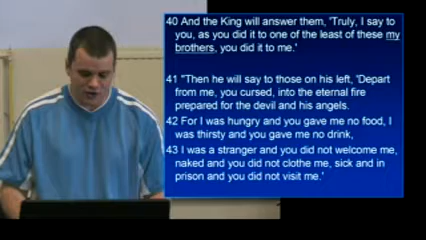 40 And the King will answer them, 'Truly, I say to
you, as you did it to one of the least of these my
brothers, you did it to me.'
41 "Then he will say to those on his left, 'Depart
from me, you cursed, into the eternal fire
prepared for the devil and his angels.
42 For I was hungry and you gave me no food, I
was thirsty and you gave me no drink,
43 I was a stranger and you did not welcome me,
naked and you did not clothe me, sick and in
prison and you did not visit me.'